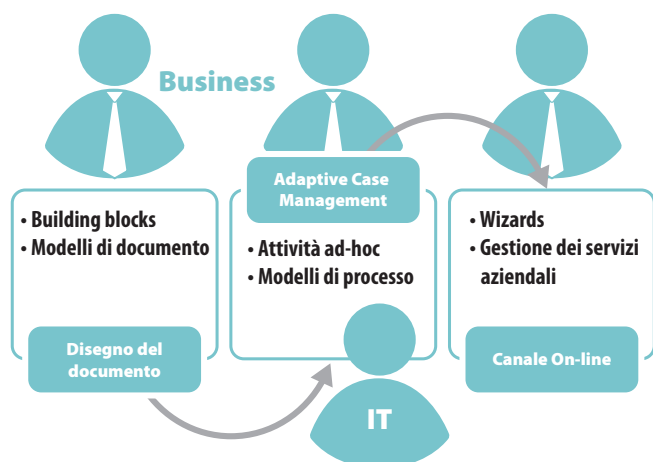 Business
• Building blocks
• Modelli di documento
Disegno del
documento
Adaptive Case
Management
• Attività ad-hoc
• Modelli di processo
IT
• Wizards
• Gestione dei servizi
aziendali
Canale On-line